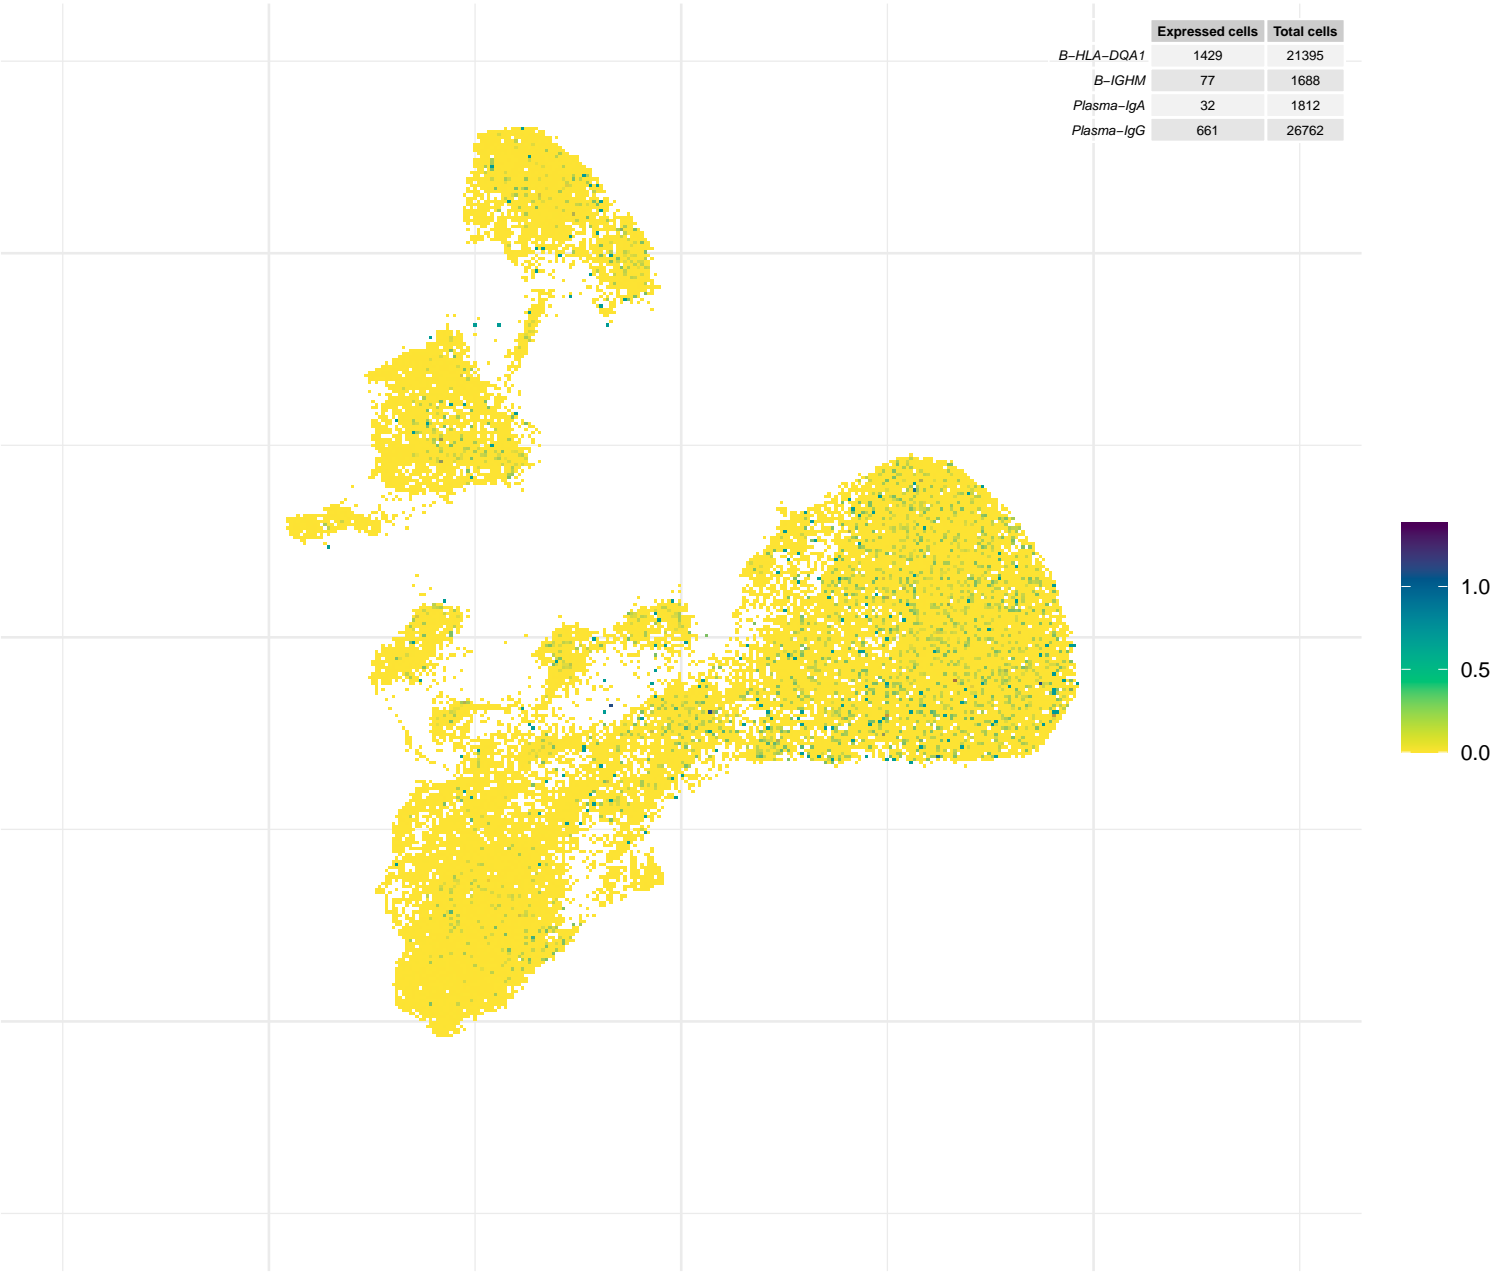 Expressed cells Total cells
B−HLA−DQA1 1429 21395
B−IGHM 77 1688
Plasma−IgA 32 1812
Plasma−IgG 661 26762
1.0
0.5
0.0